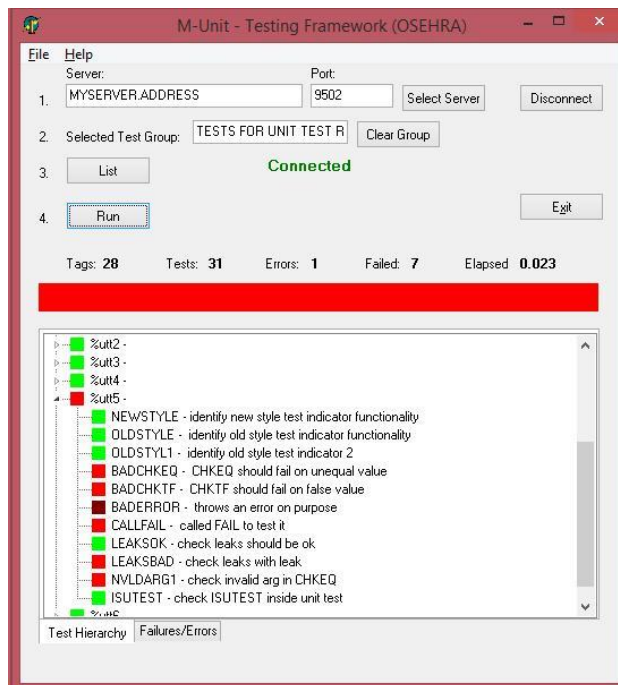 M-Unit - Testing Framework (OSEHRA)
File Help
Server: Port:
1. MYSERVER.ADDRESS 9502 Select Server Disconnect
2. Selected Test Group: TESTS FOR UNIT TEST R Clear Group
3. List Connected
4. Run Exit
Tags: 28 Tests: 31 Errors: 1 Failed: 7 Elapsed 0.023
%utt2 -
%utt3 -
%utt4 -
%utt5 -
NEWSTYLE - identify new style test indicator functionality
OLDSTYLE - identify old style test indicator functionality
OLDSTYL1 - identify old style test indicator 2
BADCHKEQ - CHKEQ should fail on unequal value
BADCHKTF - CHKTF should fail on false value
BADERROR - throws an error on purpose
CALLFAIL - called FAIL to test it
LEAKSOK - check leaks should be ok
LEAKSBAD - check leaks with leak
NVLDARG1 - check invalid arg in CHKEQ
ISUTEST - check ISUTEST inside unit test
Test Hierarchy Failures/Errors